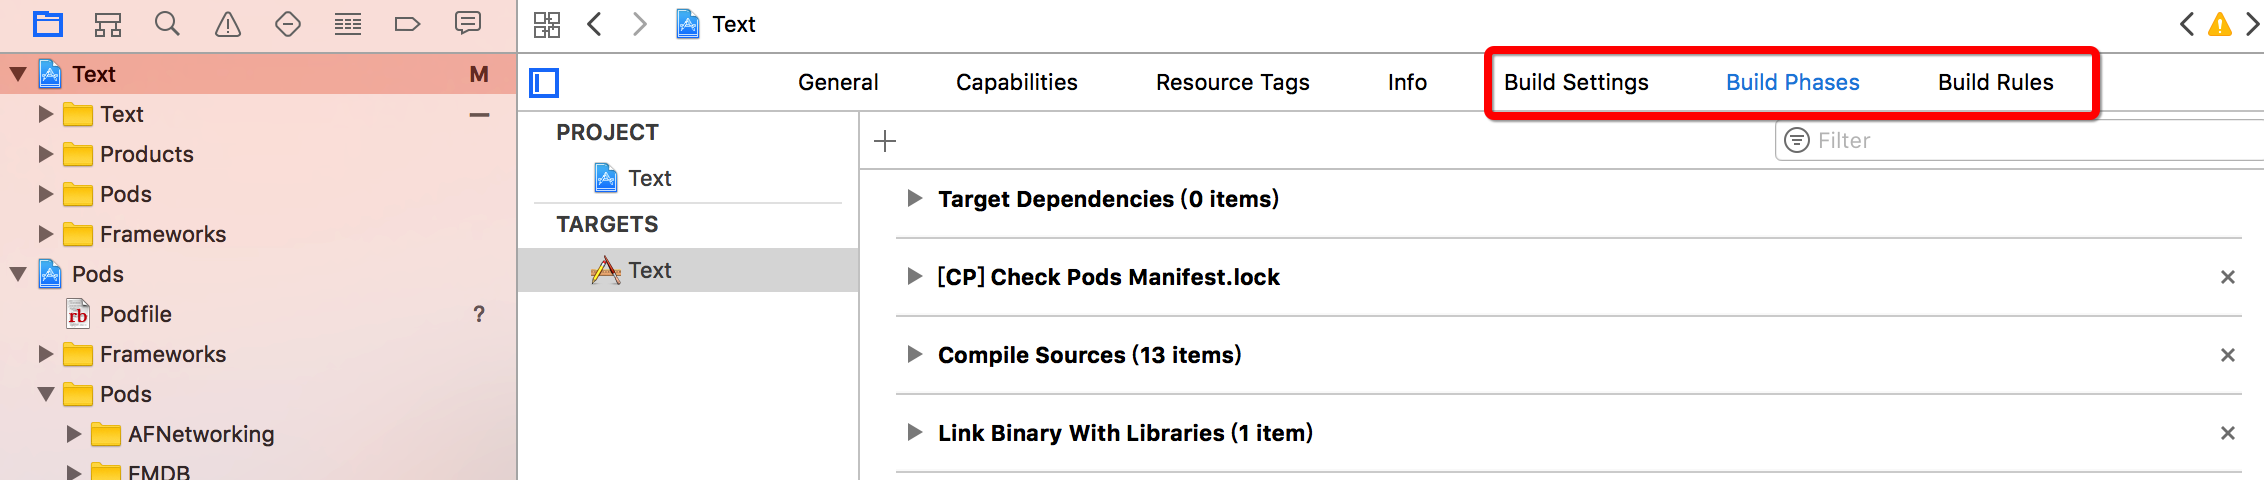 Text
Text M
Text
Products
Pods
Frameworks
Pods
rb Podfile ?
Frameworks
Pods
AFNetworking
FMDB
General Capabilities Resource Tags Info Build Settings Build Phases Build Rules
PROJECT
Text
TARGETS
Text
Filter
Target Dependencies (0 items)
[CP] Check Pods Manifest.lock
Compile Sources (13 items)
Link Binary With Libraries (1 item)